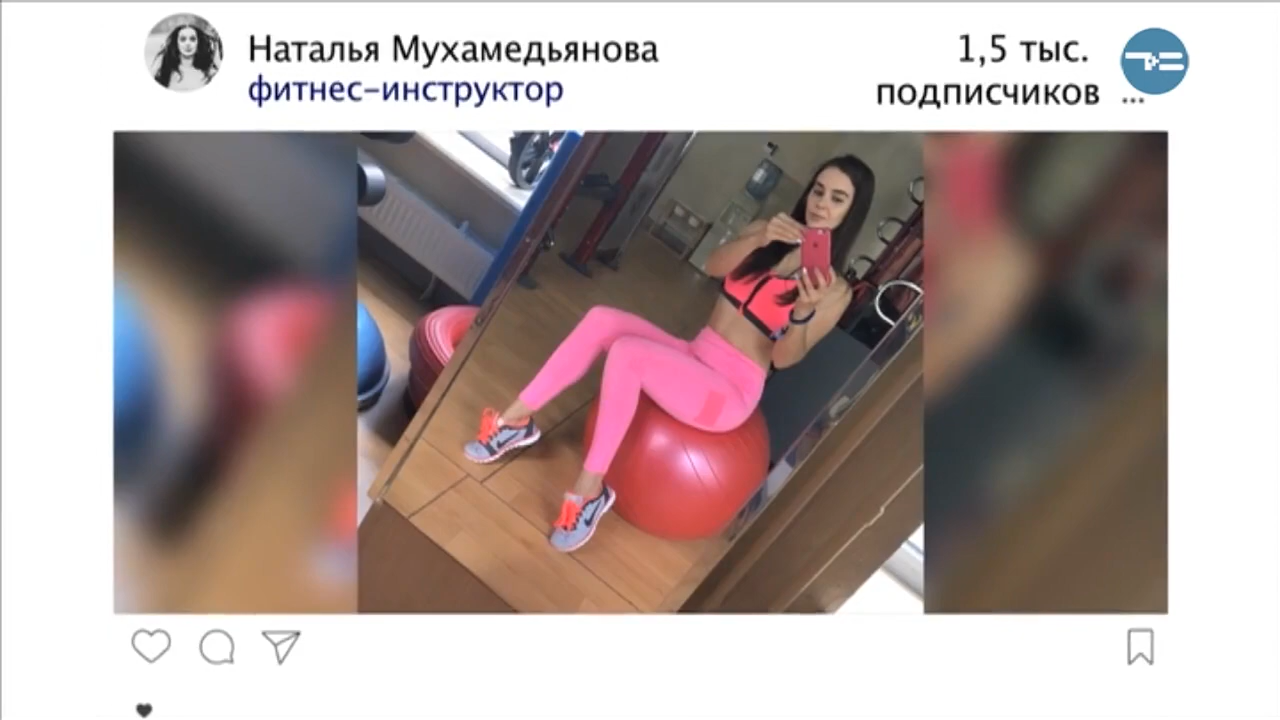 Наталья Мухамедьянова
фитнес-инструктор
1,5 тыс.
подписчиков ...